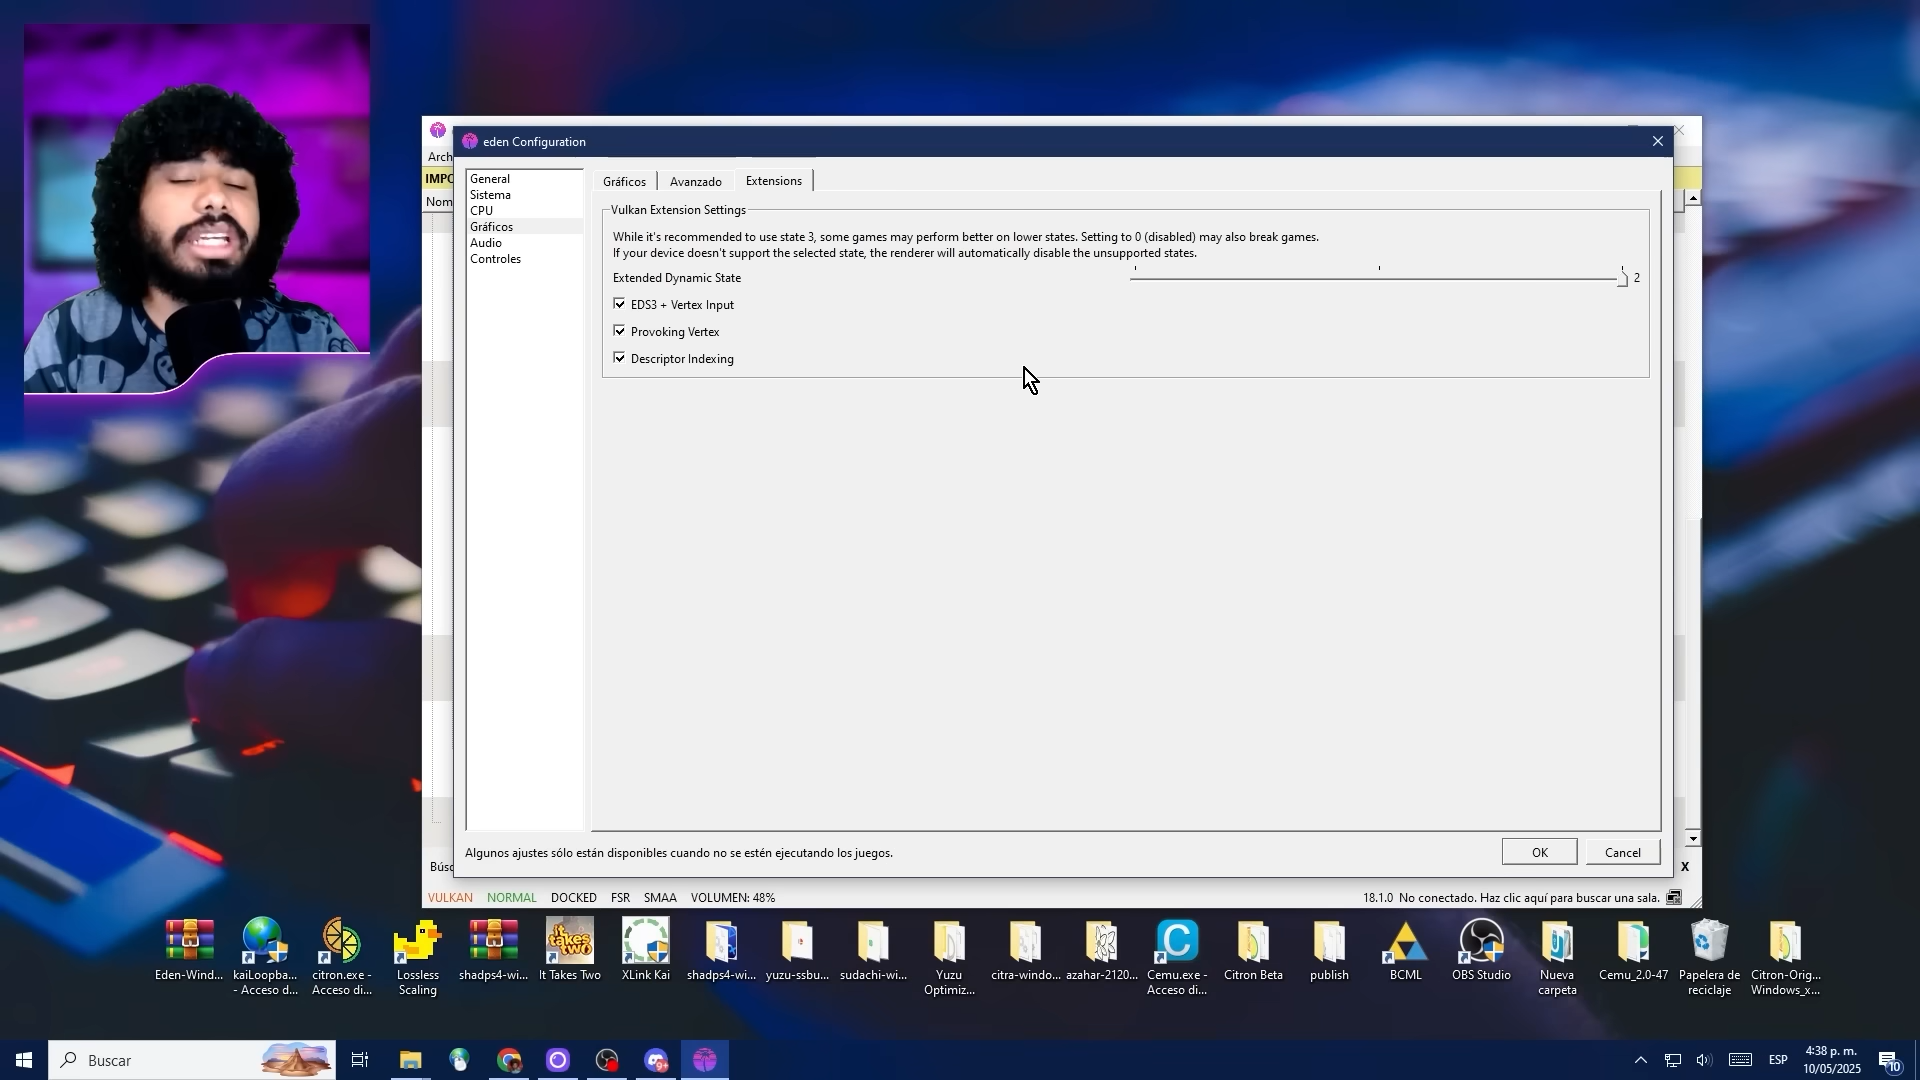 eden Configuration
Arch
IMPC
Nom
General
Sistema
CPU
Gráficos
Audio
Controles
Gráficos
Avanzado
Extensions
Vulkan Extension Settings
While it's recommended to use state 3, some games may perform better on lower states. Setting to 0 (disabled) may also break games.
If your device doesn't support the selected state, the renderer will automatically disable the unsupported states.
Extended Dynamic State
2
EDS3 + Vertex Input
Provoking Vertex
Descriptor Indexing
Algunos ajustes sólo están disponibles cuando no se estén ejecutando los juegos.
OK
Cancel
Búsc
X
VULKAN NORMAL DOCKED FSR SMAA VOLUMEN: 48%
18.1.0 No conectado. Haz clic aquí para buscar una sala.
Eden-Wind...
kaiLoopba...
- Acceso d...
citron.exe -
Acceso di...
Lossless
Scaling
shadps4-wi...
It Takes Two
XLink Kai
shadps4-wi...
yuzu-ssbu...
sudachi-wi...
Yuzu
Optimiz...
citra-windo...
azahar-2120...
Cemu.exe -
Acceso di...
Citron Beta
publish
BCML
OBS Studio
Nueva
carpeta
Cemu_2.0-47
Papelera de
reciclaje
Citron-Orig...
Windows_x...
Buscar
ESP
4:38 p. m.
10/05/2025
10